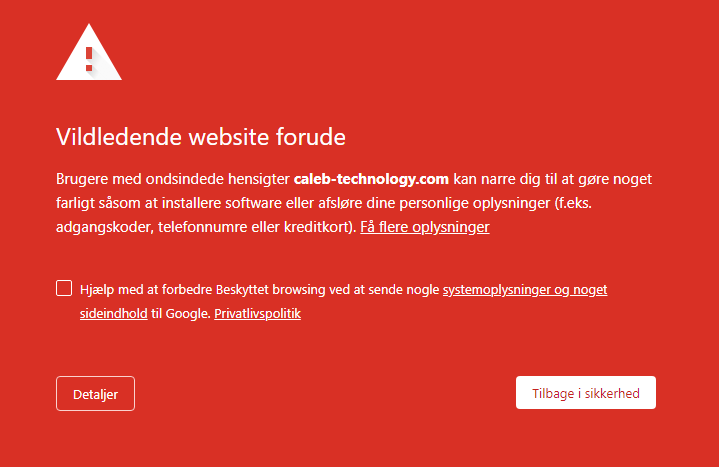 Vildledende website forude
Brugere med ondsindede hensigter caleb-technology.com kan narre dig til at gøre noget
farligt såsom at installere software eller afsløre dine personlige oplysninger (f.eks.
adgangskoder, telefonnumre eller kreditkort). Få flere oplysninger
Hjælp med at forbedre Beskyttet browsing ved at sende nogle systemoplysninger og noget
sideindhold til Google. Privatlivspolitik
Detaljer
Tilbage i sikkerhed